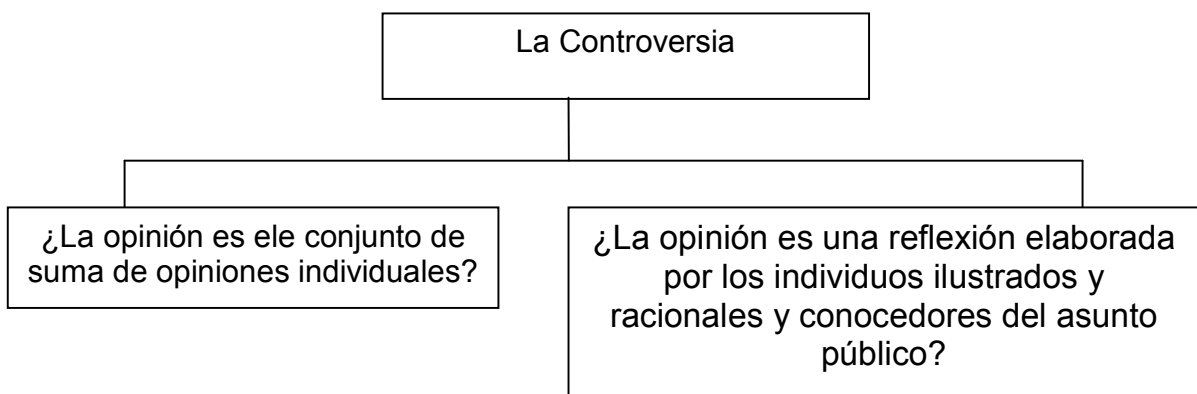 La Controversia
¿La opinión es ele conjunto de
suma de opiniones individuales?
¿La opinión es una reflexión elaborada
por los individuos ilustrados y
racionales y conocedores del asunto
público?